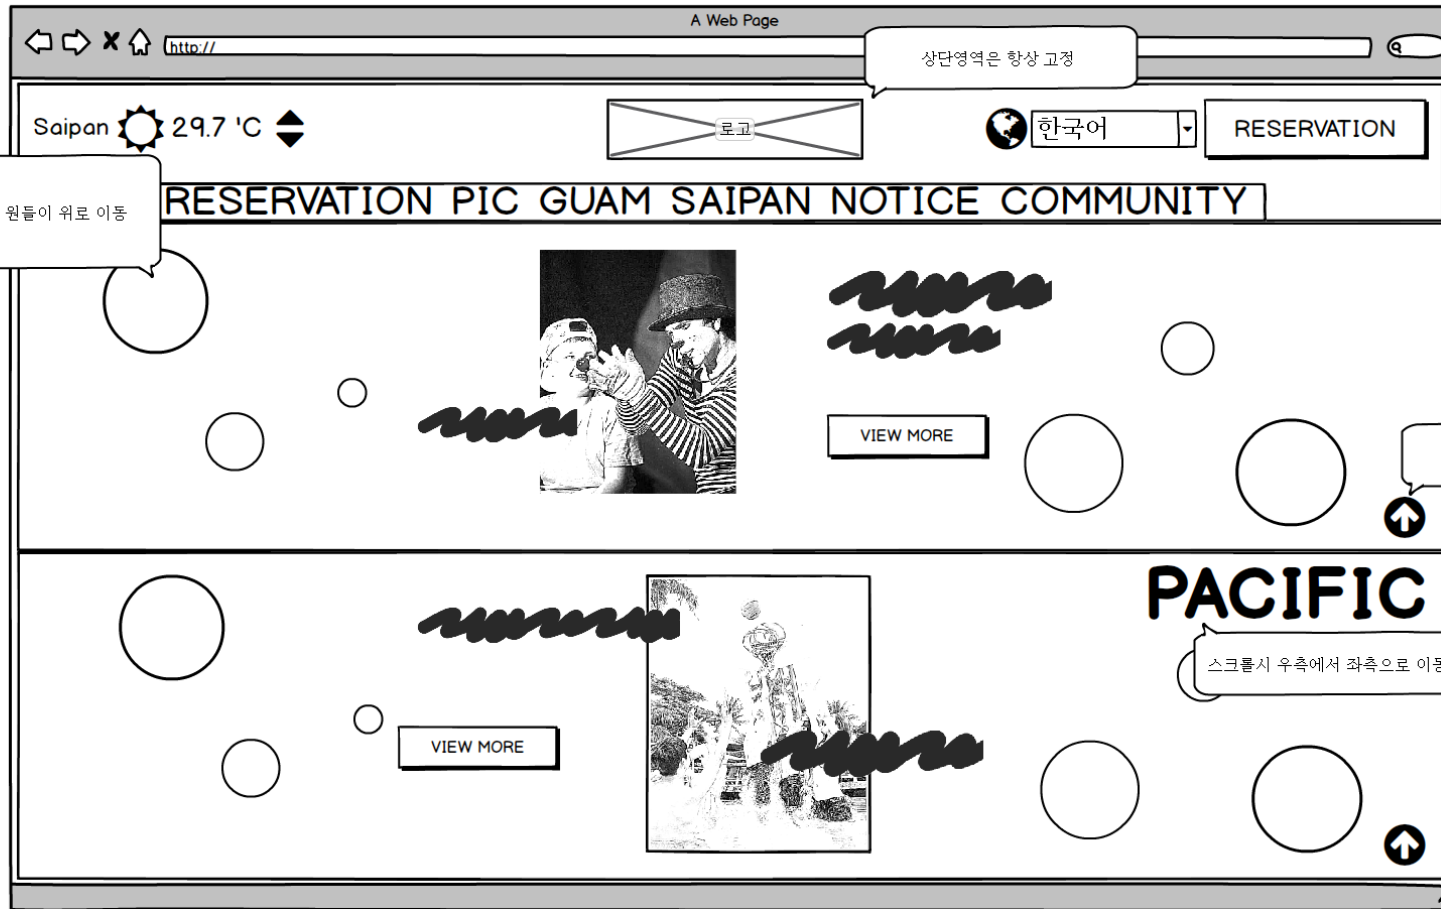 A Web Page
http://
상단영역은 항상 고정
Saipan 29.7 'C
로고
한국어
RESERVATION
원들이 위로 이동
RESERVATION PIC GUAM SAIPAN NOTICE COMMUNITY
VIEW MORE
PACIFIC
스크롤시 우측에서 좌측으로 이동
VIEW MORE